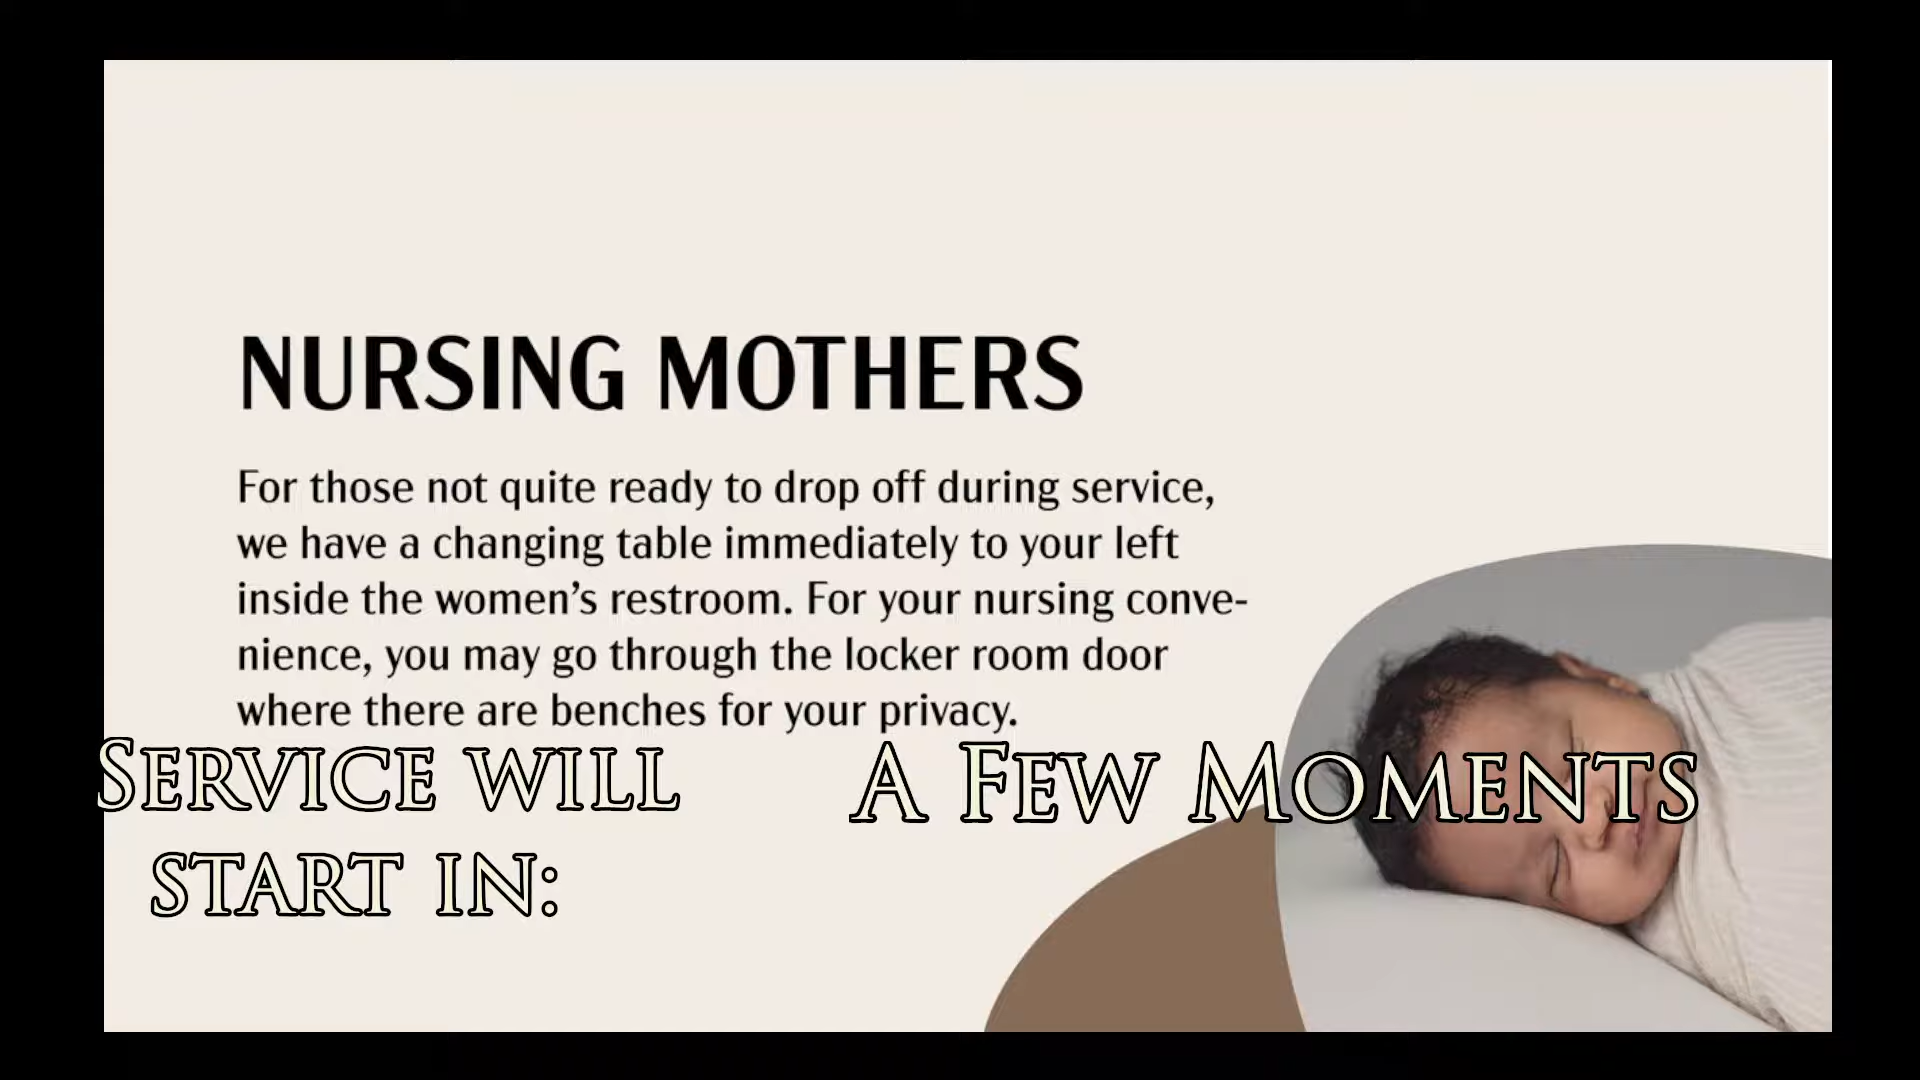 NURSING MOTHERS
For those not quite ready to drop off during service,
we have a changing table immediately to your left
inside the women’s restroom. For your nursing conve-
nience, you may go through the locker room door
where there are benches for your privacy.
SERVICE WILL
START IN:
A FEW MOMENTS